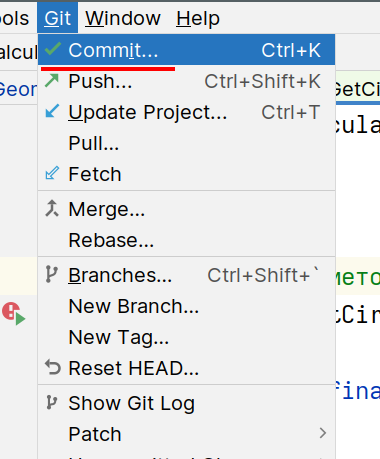 ols Git Window Help
Commit... Ctrl+K
Push... Ctrl+Shift+K
Update Project... Ctrl+T
Pull...
Fetch
Merge...
Rebase...
Branches... Ctrl+Shift+`
New Branch...
New Tag...
Reset HEAD...
Show Git Log
Patch
alcul
Geor
GetCi
cula
мето
tCir
fina